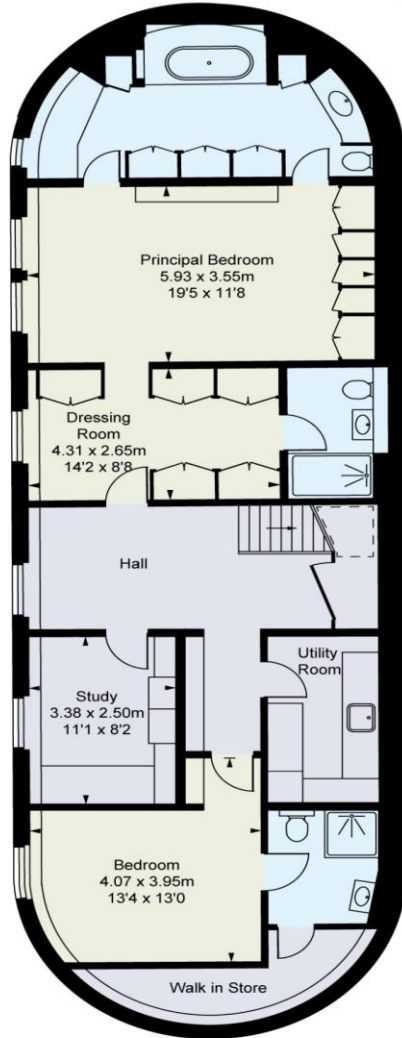 Principal Bedroom
5.93 x 3.55m
19'5 x 11'8
Dressing
Room
4.31 x 2.65m
14'2 x 8'8
Hall
Utility
Room
Study
3.38 x 2.50m
11'1 x 8'2
Bedroom
4.07 x 3.95m
13'4 x 13'0
Walk in Store